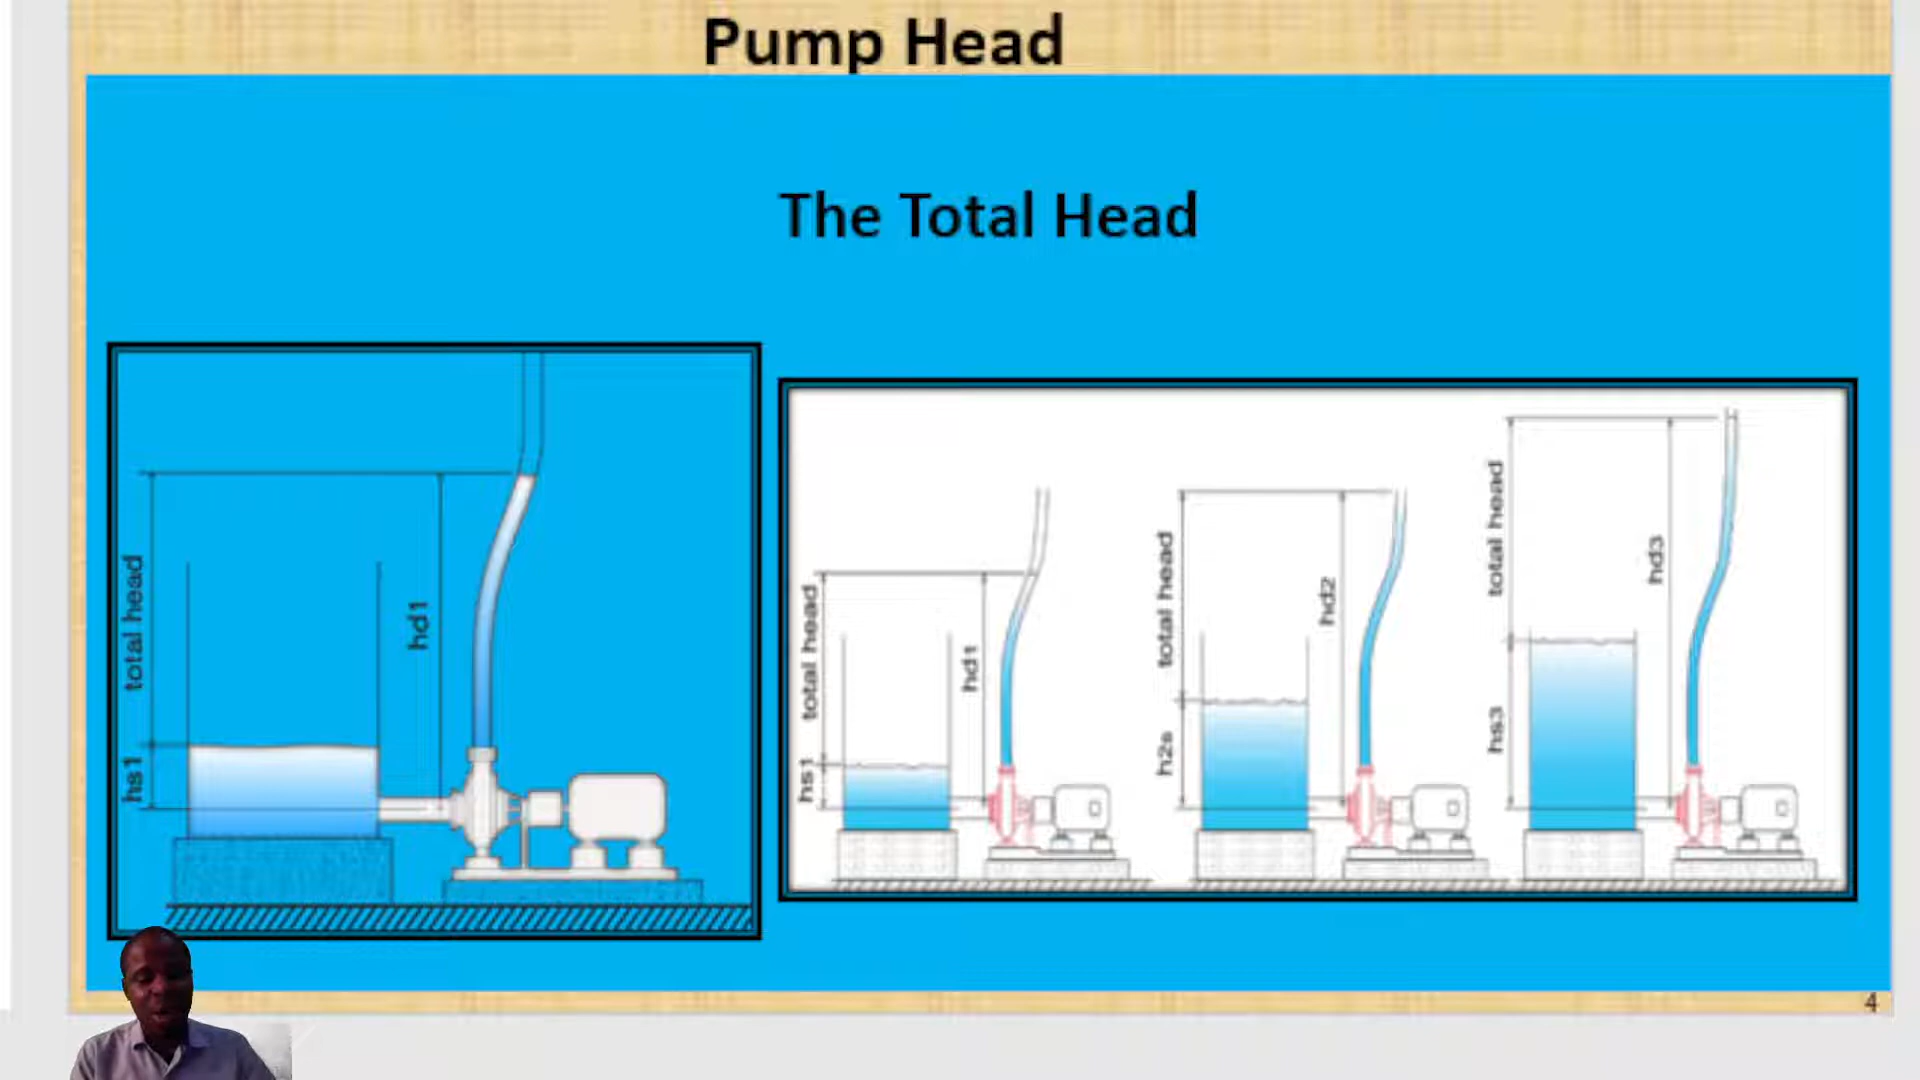 Pump Head
The Total Head
total head
hs1
hd1
total head
hs1
hd1
total head
h2s
hd2
total head
hs3
hd3
4